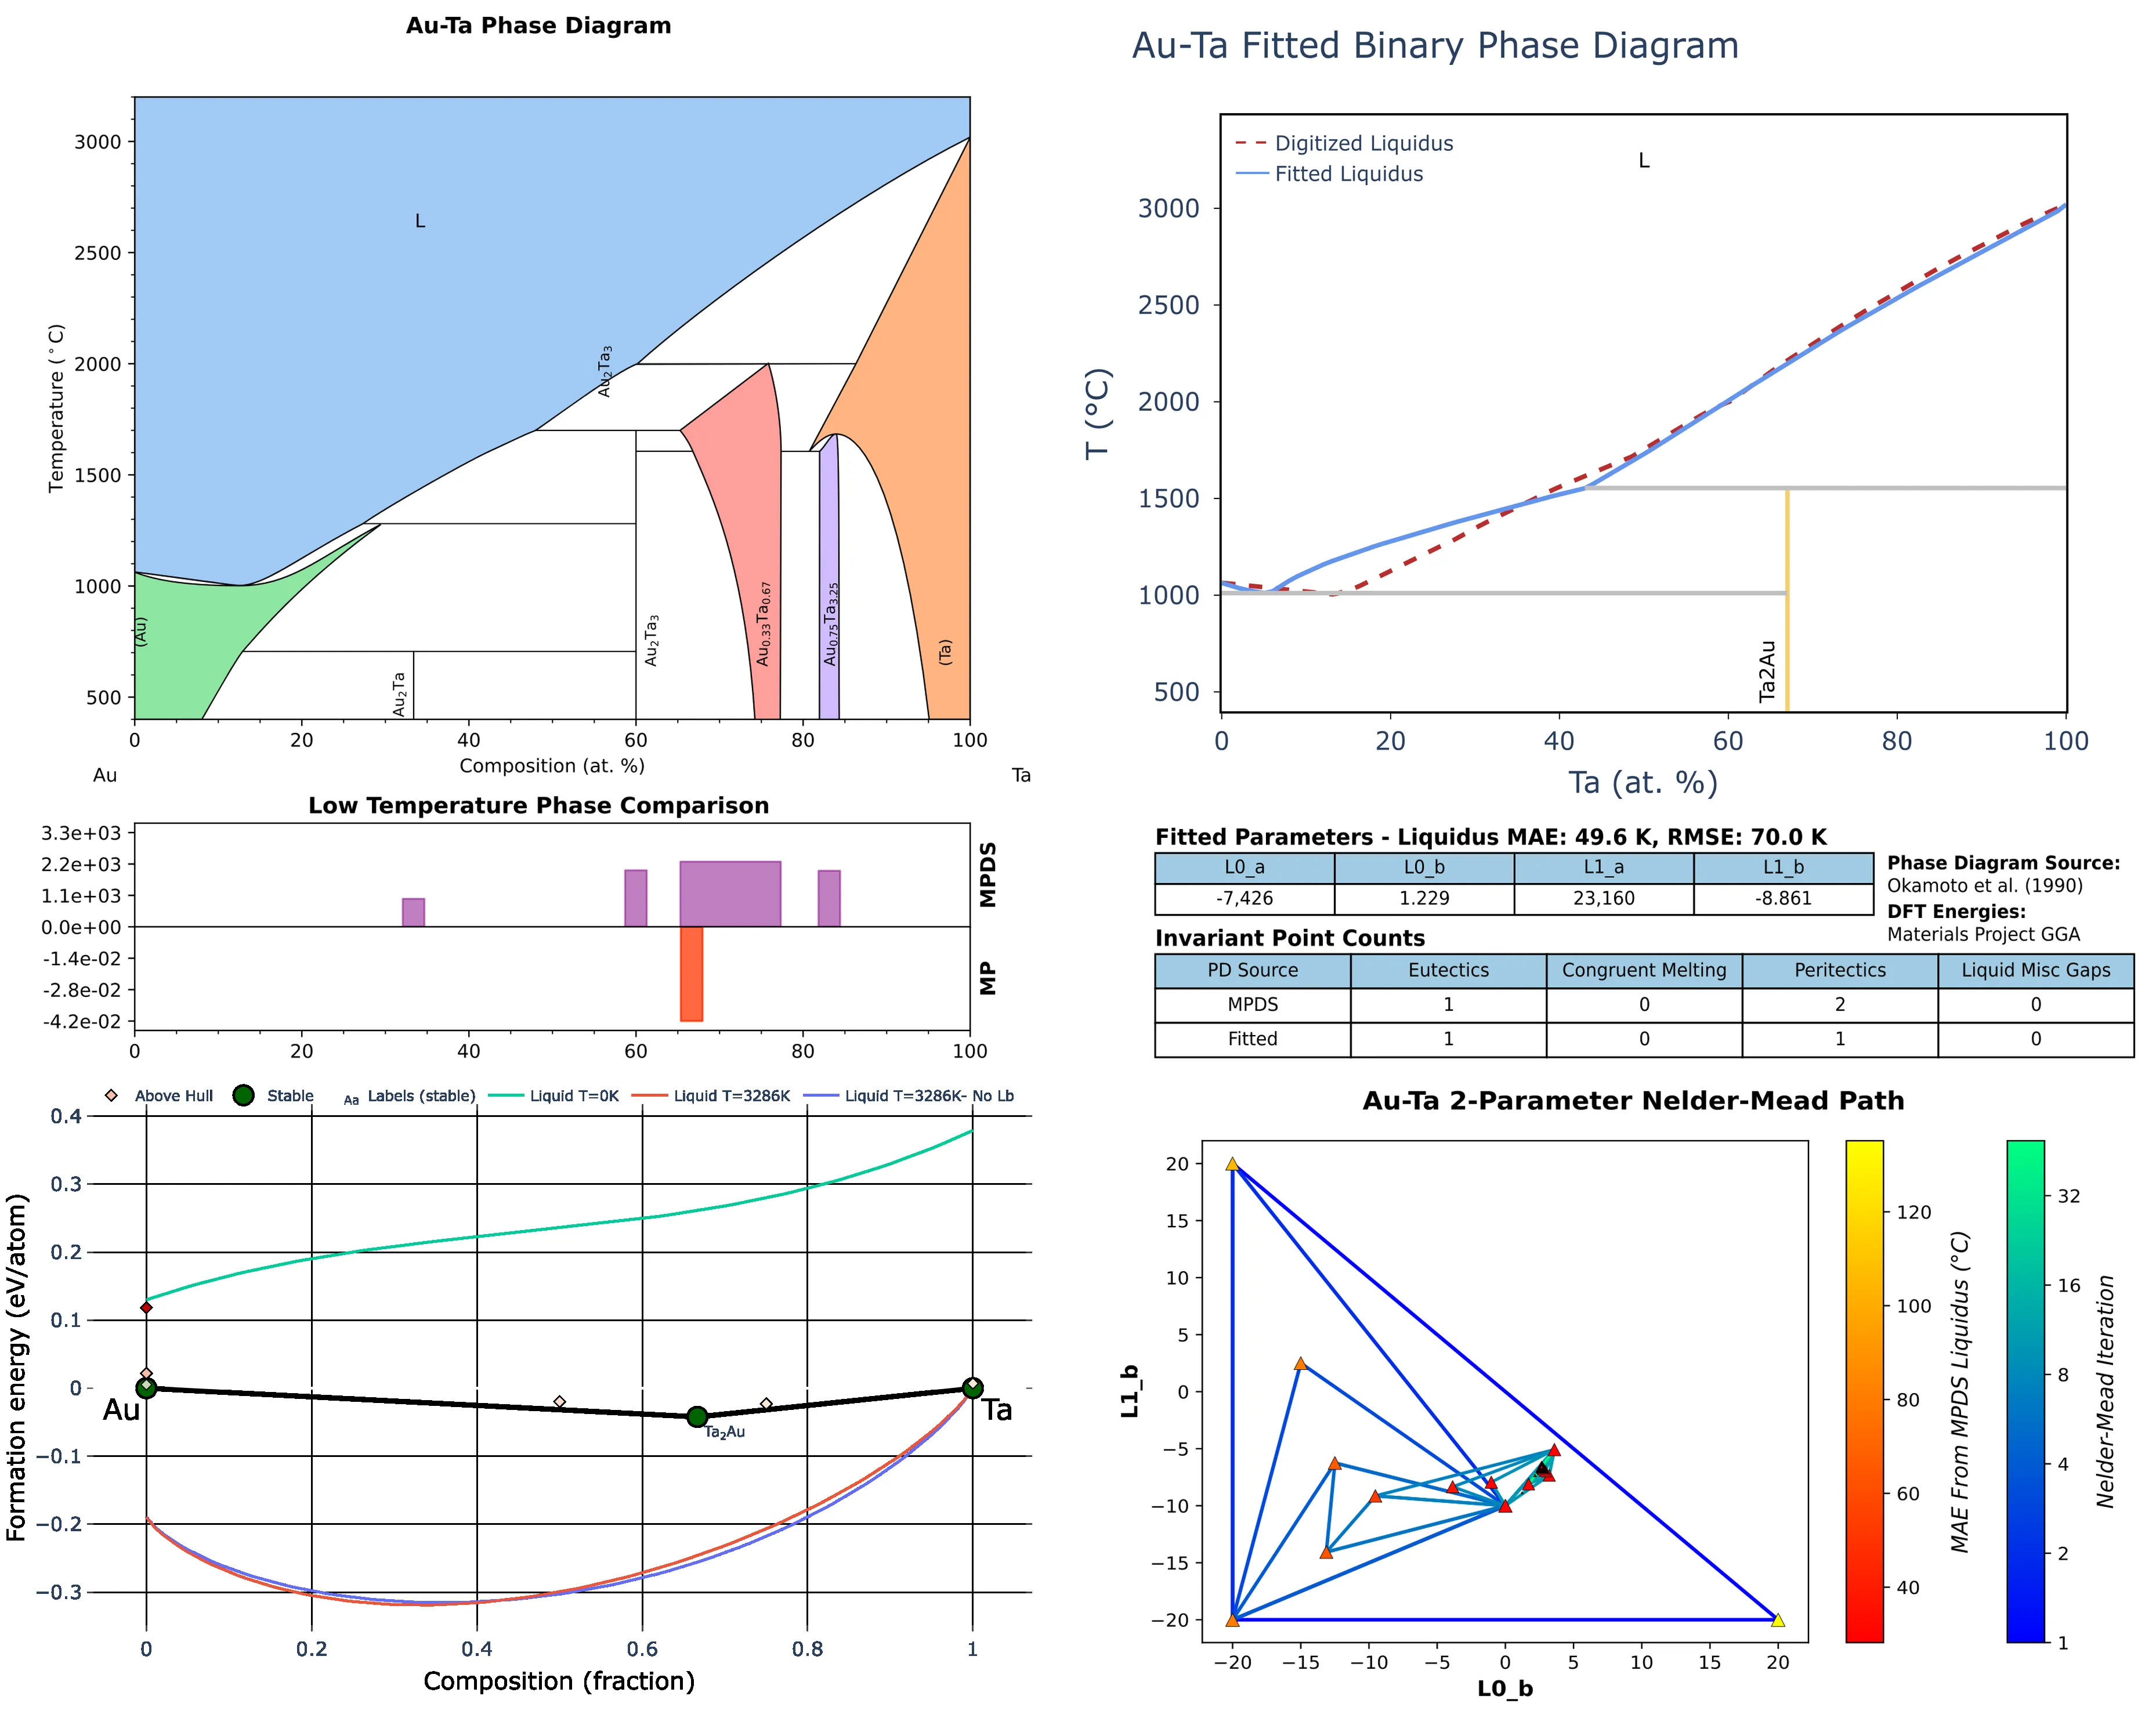 Au-Ta Phase Diagram
3000
2500
2000
1500
1000
500
Temperature (°C)
L
Au₂Ta₃
(Au)
Au₂Ta
Au₂Ta₃
Au₀.₃₃Ta₀.₆₇
Au₀.₇₅Ta₃.₂₅
(Ta)
0 20 40 60 80 100
Composition (at. %)
Au Ta
Au-Ta Fitted Binary Phase Diagram
Digitized Liquidus
Fitted Liquidus
L
3000
2500
2000
1500
1000
500
T (°C)
Ta2Au
0 20 40 60 80 100
Ta (at. %)
Low Temperature Phase Comparison
3.3e+03
2.2e+03
1.1e+03
0.0e+00
-1.4e-02
-2.8e-02
-4.2e-02
MPDS
MP
0 20 40 60 80 100
Fitted Parameters - Liquidus MAE: 49.6 K, RMSE: 70.0 K
L0_a L0_b L1_a L1_b
-7,426 1.229 23,160 -8.861
Phase Diagram Source:
Okamoto et al. (1990)
DFT Energies:
Materials Project GGA
Invariant Point Counts
PD Source Eutectics Congruent Melting Peritectics Liquid Misc Gaps
MPDS 1 0 2 0
Fitted 1 0 1 0
Above Hull Stable Aa Labels (stable) Liquid T=0K Liquid T=3286K Liquid T=3286K- No Lb
0.4
0.3
0.2
0.1
0
−0.1
−0.2
−0.3
Formation energy (eV/atom)
Au
Ta₂Au
Ta
0 0.2 0.4 0.6 0.8 1
Composition (fraction)
Au-Ta 2-Parameter Nelder-Mead Path
20
15
10
5
0
−5
−10
−15
−20
L1_b
−20 −15 −10 −5 0 5 10 15 20
L0_b
120
100
80
60
40
MAE From MPDS Liquidus (°C)
32
16
8
4
2
1
Nelder-Mead Iteration